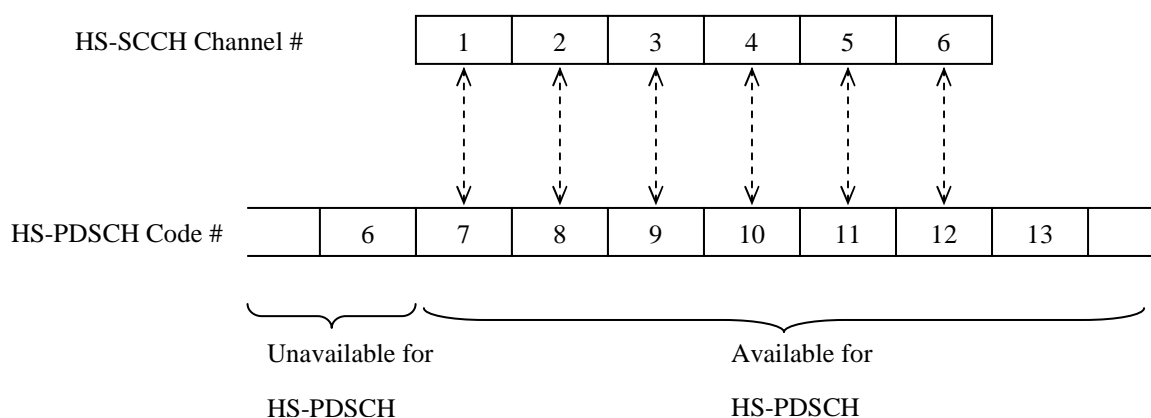 HS-SCCH Channel # 1 2 3 4 5 6
HS-PDSCH Code # 6 7 8 9 10 11 12 13
Unavailable for Available for
HS-PDSCH HS-PDSCH